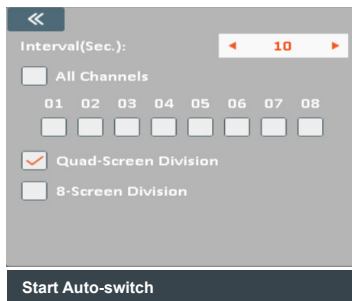 Interval(Sec.): 10
All Channels
01 02 03 04 05 06 07 08
Quad-Screen Division
8-Screen Division
Start Auto-switch